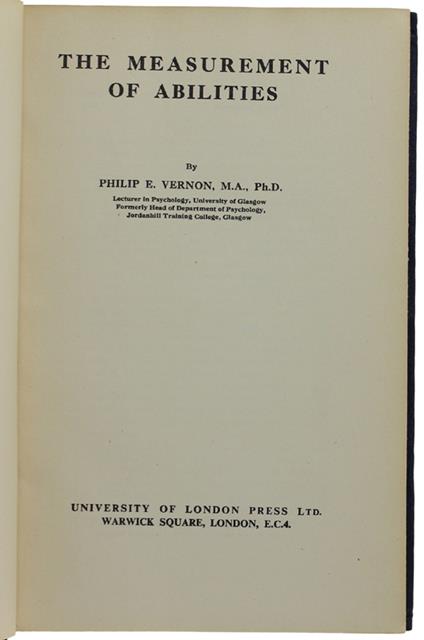 THE MEASUREMENT
OF ABILITIES
By
PHILIP E. VERNON, M.A., Ph.D.
Lecturer in Psychology, University of Glasgow
Formerly Head of Department of Psychology,
Jordanhill Training College, Glasgow
UNIVERSITY OF LONDON PRESS LTD.
WARWICK SQUARE, LONDON, E.C.4.